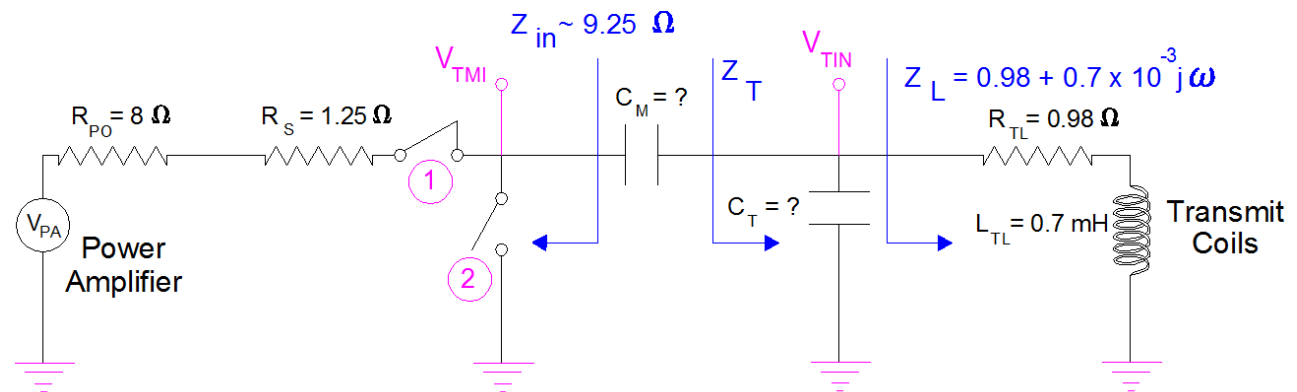 Z in ~ 9.25 Ω
V TMI
V TIN
Z T
Z L = 0.98 + 0.7 x 10 -3 j ω
C M = ?
R PO = 8 Ω
R S = 1.25 Ω
R TL = 0.98 Ω
1
C T = ?
V PA
Power
Amplifier
2
L TL = 0.7 mH
Transmit
Coils